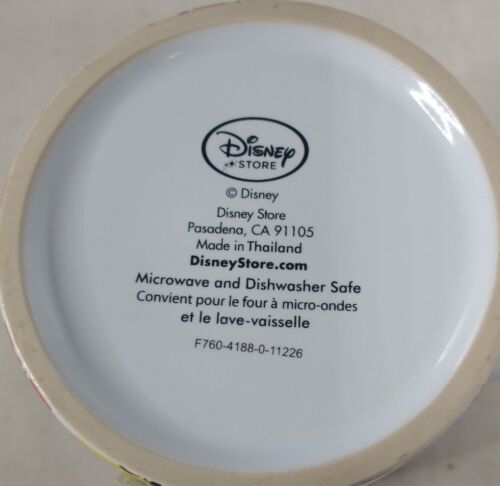 Disney
STORE
© Disney
Disney Store
Pasadena, CA 91105
Made in Thailand
DisneyStore.com
Microwave and Dishwasher Safe
Convient pour le four à micro-ondes
et le lave-vaisselle
F760-4188-0-11226